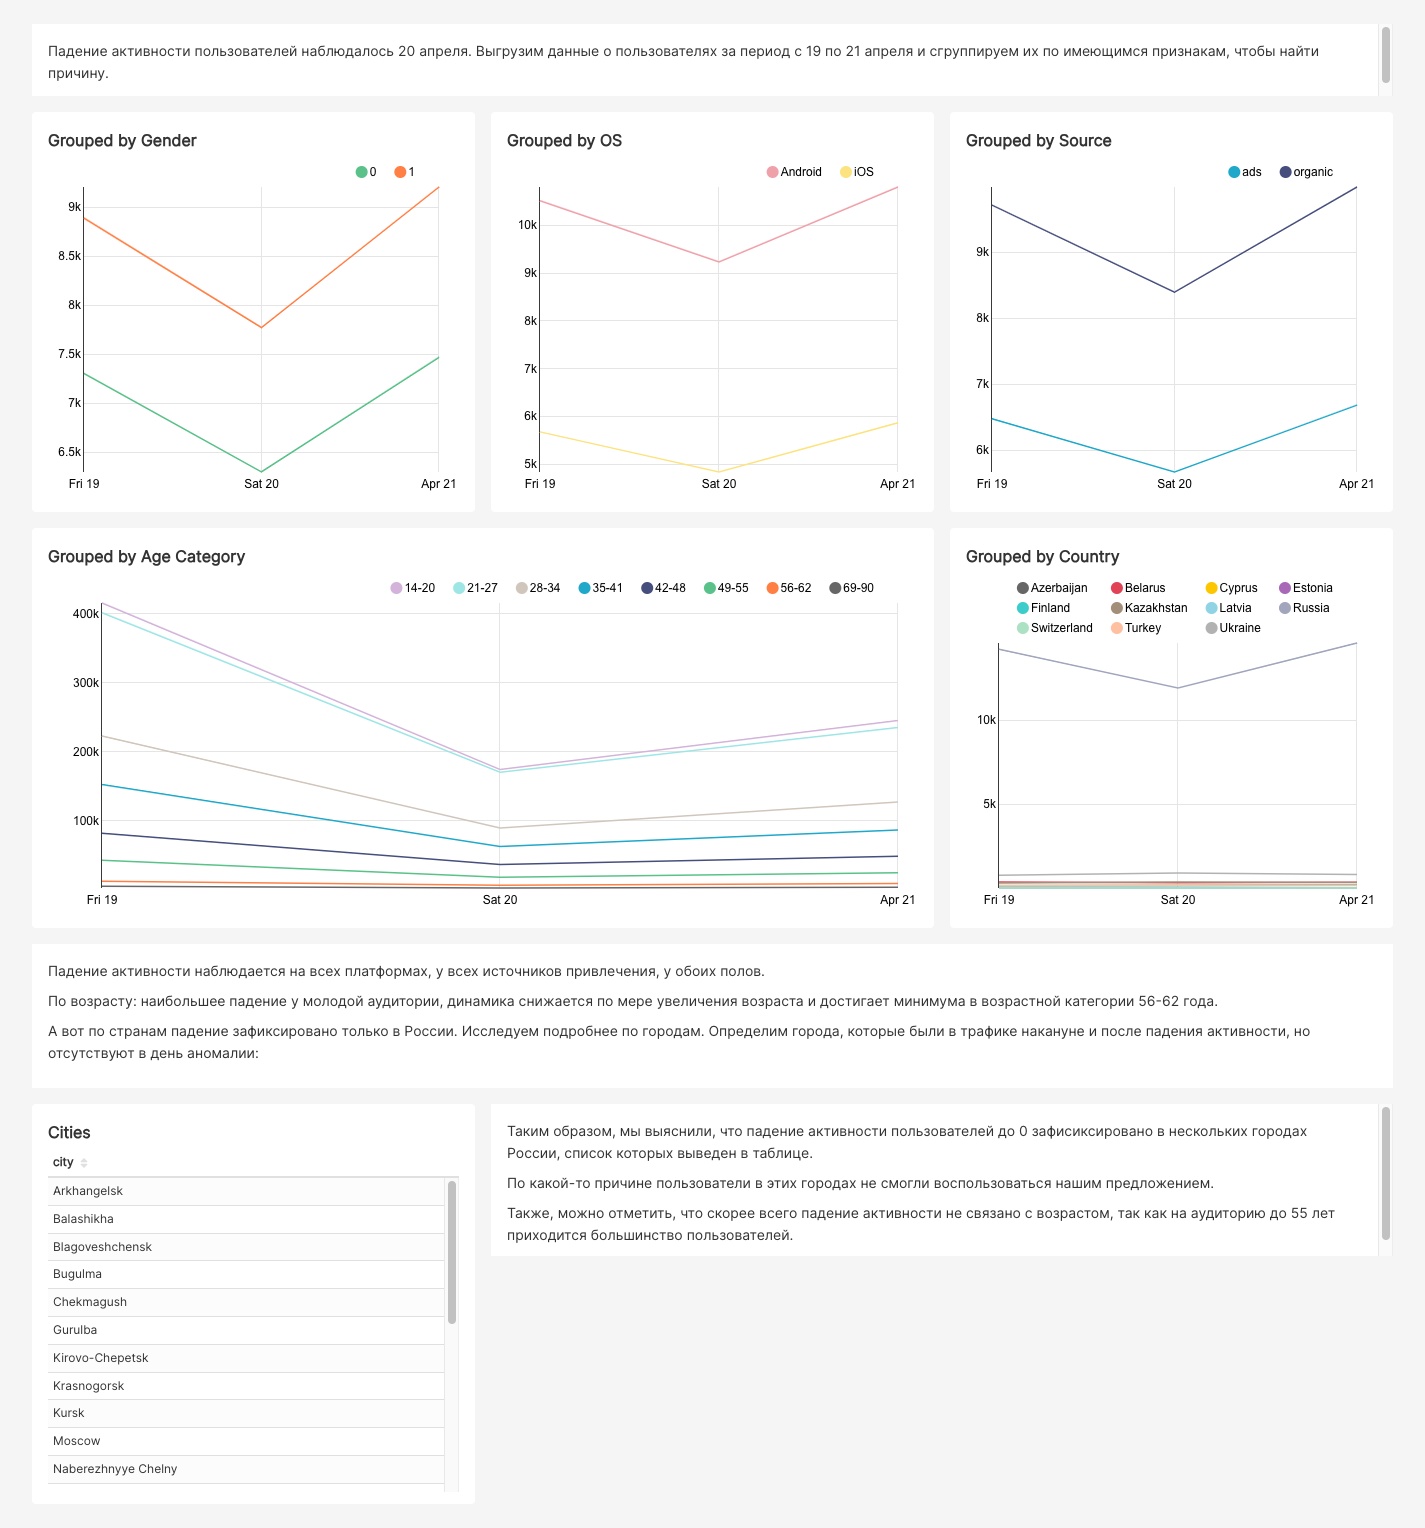 Падение активности пользователей наблюдалось 20 апреля. Выгрузим данные о пользователях за период с 19 по 21 апреля и сгруппируем их по имеющимся признакам, чтобы найти
причину.
Grouped by Gender
0 1
9k
8.5k
8k
7.5k
7k
6.5k
Fri 19 Sat 20 Apr 21
Grouped by OS
Android iOS
10k
9k
8k
7k
6k
5k
Fri 19 Sat 20 Apr 21
Grouped by Source
ads organic
9k
8k
7k
6k
Fri 19 Sat 20 Apr 21
Grouped by Age Category
14-20 21-27 28-34 35-41 42-48 49-55 56-62 69-90
400k
300k
200k
100k
Fri 19 Sat 20 Apr 21
Grouped by Country
Azerbaijan Belarus Cyprus Estonia
Finland Kazakhstan Latvia Russia
Switzerland Turkey Ukraine
10k
5k
Fri 19 Sat 20 Apr 21
Падение активности наблюдается на всех платформах, у всех источников привлечения, у обоих полов.
По возрасту: наибольшее падение у молодой аудитории, динамика снижается по мере увеличения возраста и достигает минимума в возрастной категории 56-62 года.
А вот по странам падение зафиксировано только в России. Исследуем подробнее по городам. Определим города, которые были в трафике накануне и после падения активности, но
отсутствуют в день аномалии:
Cities
city
Arkhangelsk
Balashikha
Blagoveshchensk
Bugulma
Chekmagush
Gurulba
Kirovo-Chepetsk
Krasnogorsk
Kursk
Moscow
Naberezhnyye Chelny
Таким образом, мы выяснили, что падение активности пользователей до 0 зафисиксировано в нескольких городах
России, список которых выведен в таблице.
По какой-то причине пользователи в этих городах не смогли воспользоваться нашим предложением.
Также, можно отметить, что скорее всего падение активности не связано с возрастом, так как на аудиторию до 55 лет
приходится большинство пользователей.